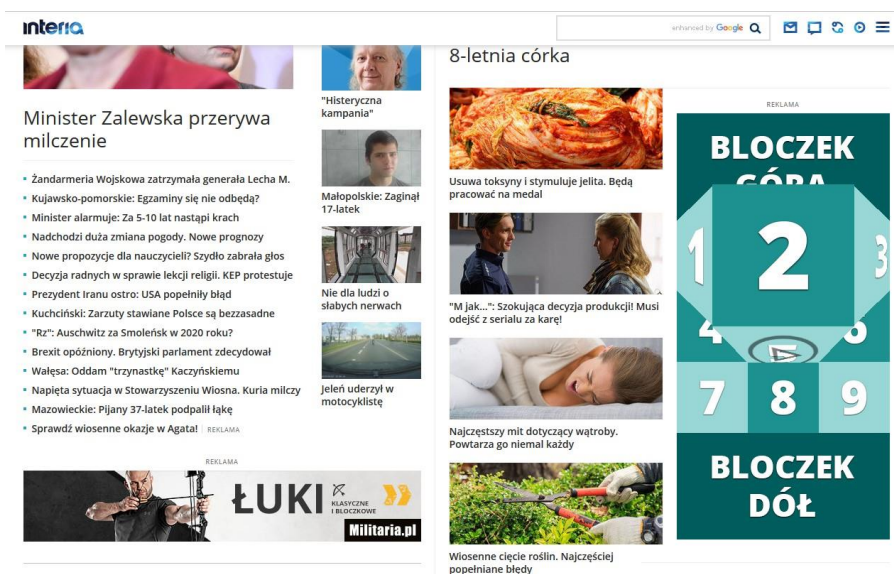 interia
enhanced by Google
8-letnia córka
Minister Zalewska przerywa
milczenie
Żandarmeria Wojskowa zatrzymała generała Lecha M.
Kujawsko-pomorskie: Egzaminy się nie odbędą?
Minister alarmuje: Za 5-10 lat nastąpi krach
Nadchodzi duża zmiana pogody. Nowe prognozy
Nowe propozycje dla nauczycieli? Szydło zabrała głos
Decyzja radnych w sprawie lekcji religii. KEP protestuje
Prezydent Iranu ostro: USA popełniły błąd
Kuchciński: Zarzuty stawiane Polsce są bezzasadne
"Rz": Auschwitz za Smoleńsk w 2020 roku?
Brexit opóźniony. Brytyjski parlament zdecydował
Wałęsa: Oddam "trzynastkę" Kaczyńskiemu
Napięta sytuacja w Stowarzyszeniu Wiosna. Kuria milczy
Mazowieckie: Pijany 37-latek podpalił łąkę
Sprawdź wiosenne okazje w Agata! REKLAMA
"Histeryczna
kampania"
Małopolskie: Zaginął
17-latek
Nie dla ludzi o
słabych nerwach
Jeleń uderzył w
motocyklistę
REKLAMA
ŁUKI KLASYCZNE
I BLOCZKOWE
Militaria.pl
Usuwa toksyny i stymuluje jelita. Będą
pracować na medal
"M jak...": Szokująca decyzja produkcji! Musi
odejść z serialu za karę!
Najczęstszy mit dotyczący wątroby.
Powtarza go niemal każdy
Wiosenne cięcie roślin. Najczęściej
popełniane błędy
REKLAMA
BLOCZEK
GÓRA
1 2 3
4 5 6
7 8 9
BLOCZEK
DÓŁ